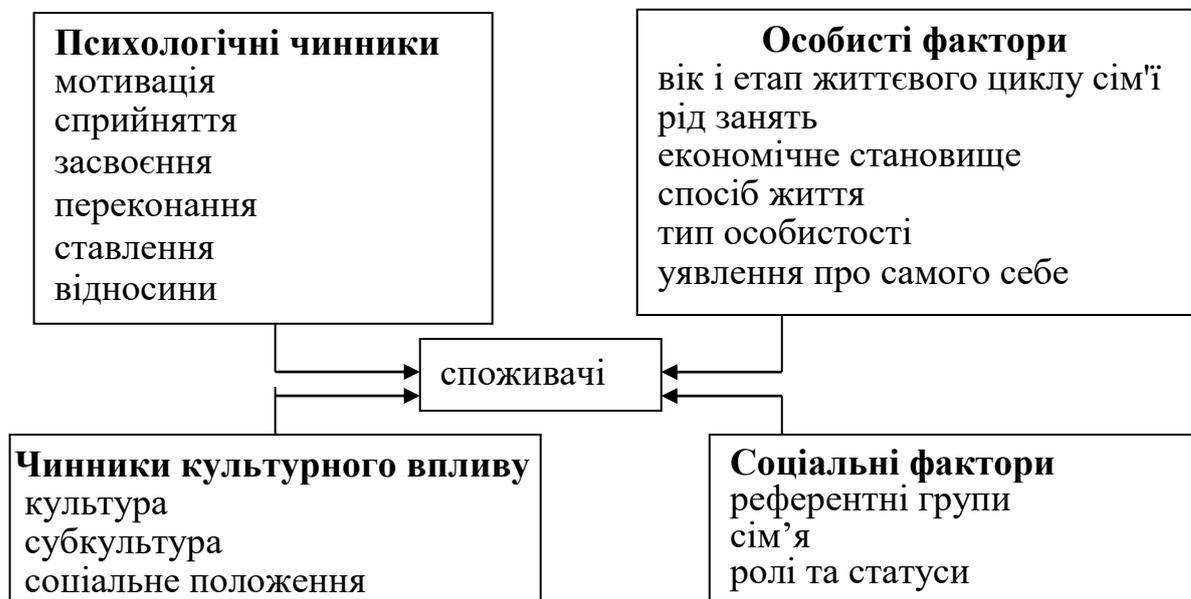 Психологічні чинники
мотивація
сприйняття
засвоєння
переконання
ставлення
відносини
Особисті фактори
вік і етап життєвого циклу сім'ї
рід занять
економічне становище
спосіб життя
тип особистості
уявлення про самого себе
споживачі
Чинники культурного впливу
культура
субкультура
соціальне положення
Соціальні фактори
референтні групи
сім’я
ролі та статуси